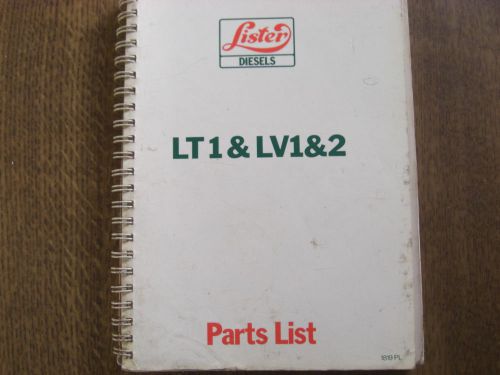 Lister
DIESELS
LT1 & LV1&2
Parts List
1819 PL